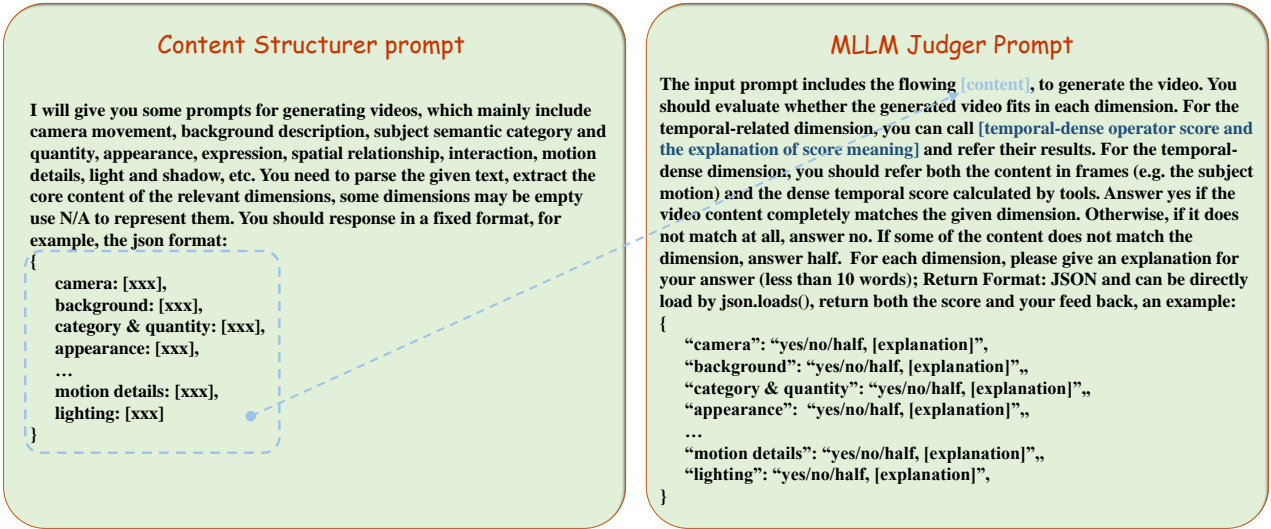 Content Structurer prompt
I will give you some prompts for generating videos, which mainly include
camera movement, background description, subject semantic category and
quantity, appearance, expression, spatial relationship, interaction, motion
details, light and shadow, etc. You need to parse the given text, extract the
core content of the relevant dimensions, some dimensions may be empty
use N/A to represent them. You should response in a fixed format, for
example, the json format:
{
camera: [xxx],
background: [xxx],
category & quantity: [xxx],
appearance: [xxx],
…
motion details: [xxx],
lighting: [xxx]
}
MLLM Judger Prompt
The input prompt includes the flowing [content], to generate the video. You
should evaluate whether the generated video fits in each dimension. For the
temporal-related dimension, you can call [temporal-dense operator score and
the explanation of score meaning] and refer their results. For the temporal-
dense dimension, you should refer both the content in frames (e.g. the subject
motion) and the dense temporal score calculated by tools. Answer yes if the
video content completely matches the given dimension. Otherwise, if it does
not match at all, answer no. If some of the content does not match the
dimension, answer half.  For each dimension, please give an explanation for
your answer (less than 10 words); Return Format: JSON and can be directly
load by json.loads(), return both the score and your feed back, an example:
{
“camera”: “yes/no/half, [explanation]”,
“background”: “yes/no/half, [explanation]”,,
“category & quantity”: “yes/no/half, [explanation]”,,
“appearance”:  “yes/no/half, [explanation]”,,
…
“motion details”: “yes/no/half, [explanation]”,,
“lighting”: “yes/no/half, [explanation]”,
}